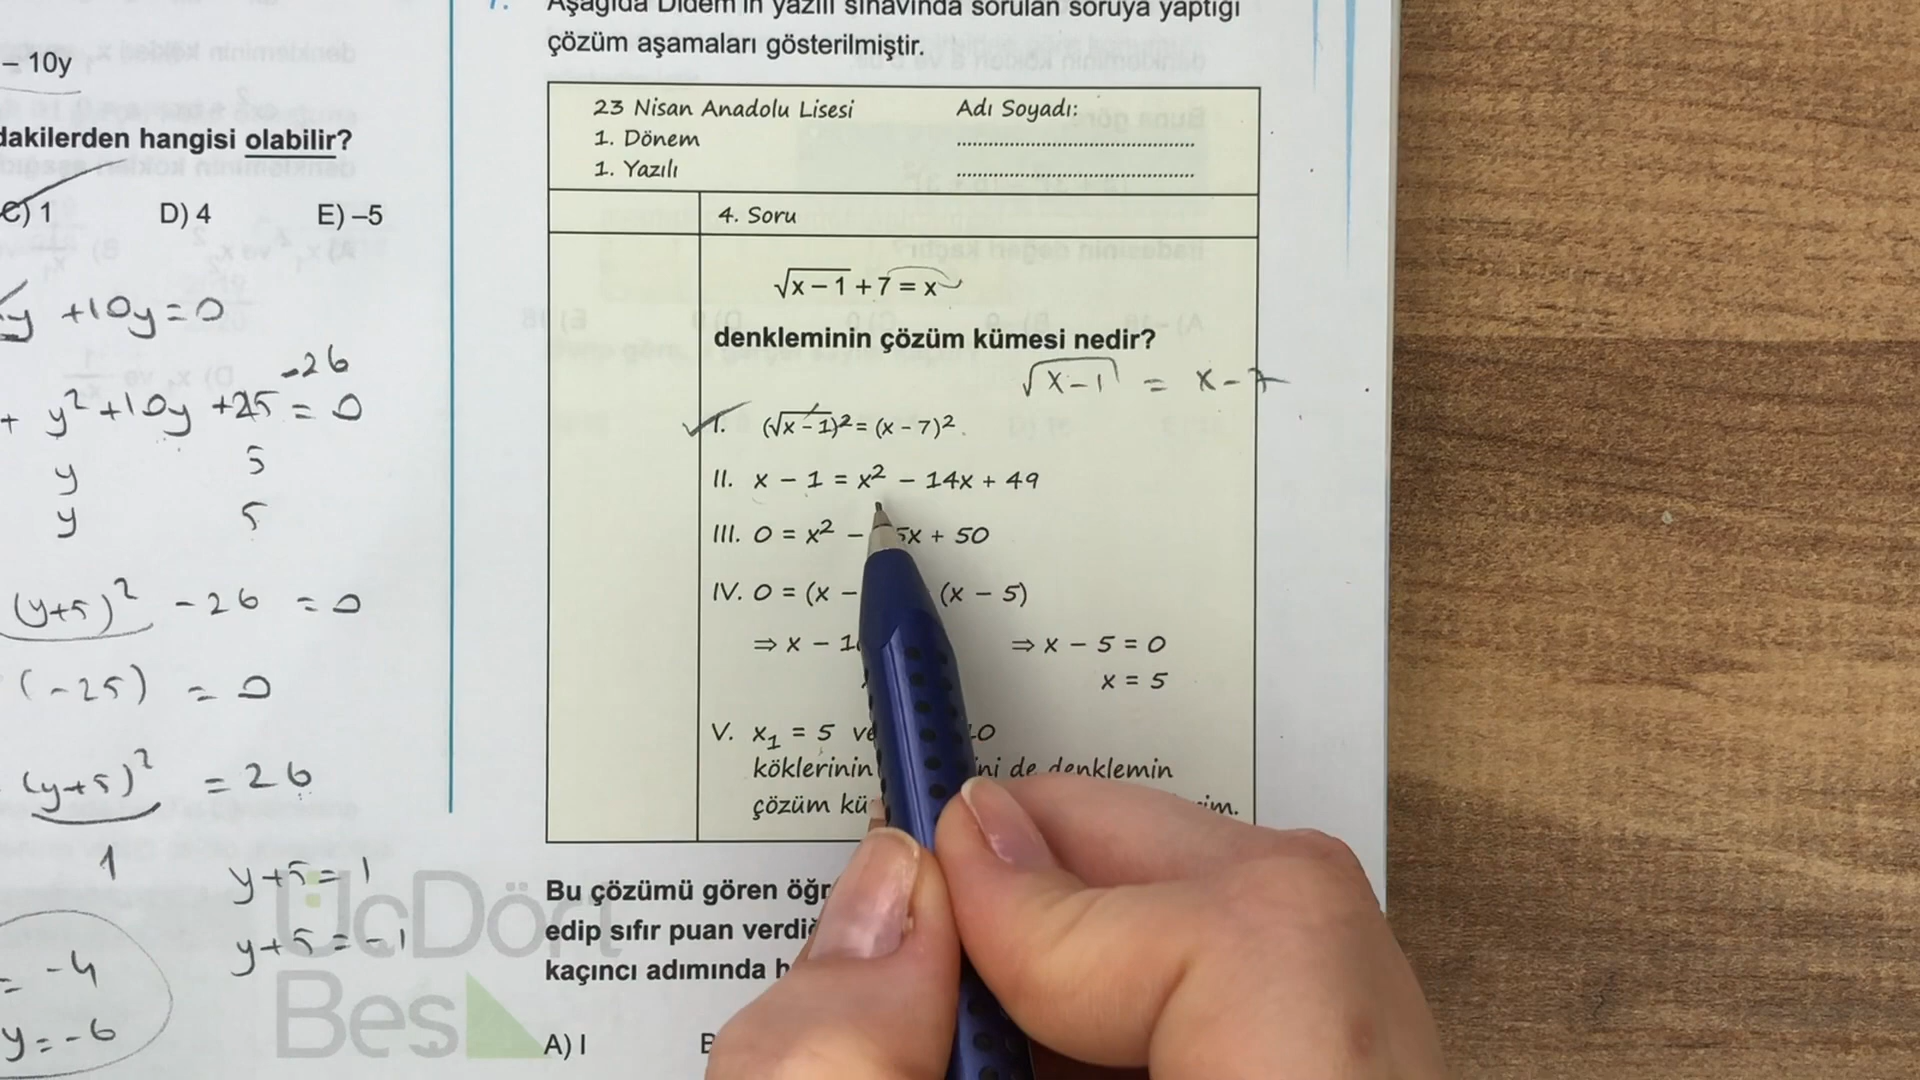 – 10y
dakilerden hangisi olabilir?
C) 1 D) 4 E) –5
y +10y = 0
-26
+ y² +10y +25 = 0
y 5
y 5
(y+5)² - 26 = 0
(-25) = 0
(y+5)² = 26
1
y+5 = 1
y+5 = -1
= -4
y = -6
7. Aşağıda Didem'in yazılı sınavında sorulan soruya yaptığı
çözüm aşamaları gösterilmiştir.
23 Nisan Anadolu Lisesi
1. Dönem
1. Yazılı
Adı Soyadı:
4. Soru
√x – 1 + 7 = x
denkleminin çözüm kümesi nedir?
√x-1 = x-7
I. (√x - 1)² = (x - 7)²
II. x – 1 = x² – 14x + 49
III. 0 = x² – 5x + 50
IV. 0 = (x – (x – 5)
⇒ x – 1 ⇒ x – 5 = 0
x = 5
V. x₁ = 5
köklerinin de denklemin
çözüm
Bu çözümü gören
edip sıfır puan
kaçıncı adımında
A) I
ÜçDört
Beş